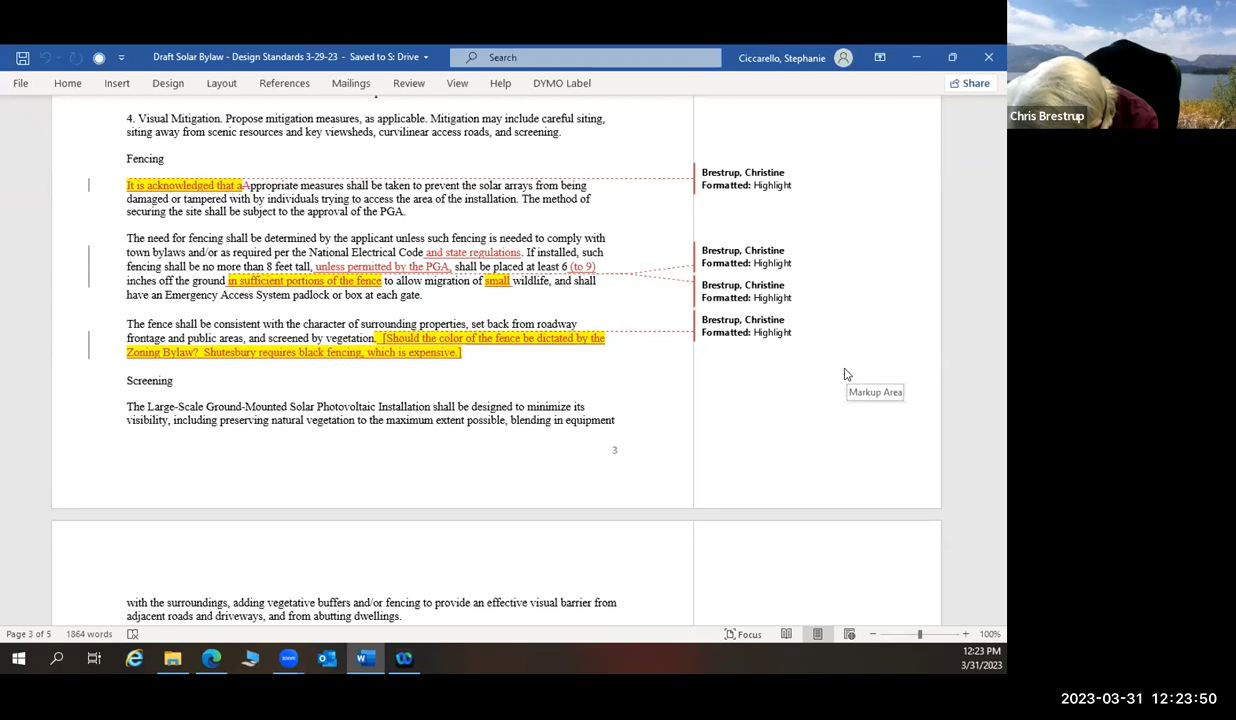 Draft Solar Bylaw - Design Standards 3-29-23 - Saved to S: Drive
Search
Ciccarello, Stephanie
File Home Insert Design Layout References Mailings Review View Help DYMO Label Share
Chris Brestrup
4. Visual Mitigation. Propose mitigation measures, as applicable. Mitigation may include careful siting,
siting away from scenic resources and key viewsheds, curvilinear access roads, and screening.
Fencing
It is acknowledged that aAppropriate measures shall be taken to prevent the solar arrays from being
damaged or tampered with by individuals trying to access the area of the installation. The method of
securing the site shall be subject to the approval of the PGA.
The need for fencing shall be determined by the applicant unless such fencing is needed to comply with
town bylaws and/or as required per the National Electrical Code and state regulations. If installed, such
fencing shall be no more than 8 feet tall, unless permitted by the PGA, shall be placed at least 6 (to 9)
inches off the ground in sufficient portions of the fence to allow migration of small wildlife, and shall
have an Emergency Access System padlock or box at each gate.
The fence shall be consistent with the character of surrounding properties, set back from roadway
frontage and public areas, and screened by vegetation. [Should the color of the fence be dictated by the
Zoning Bylaw? Shutesbury requires black fencing, which is expensive.]
Screening
The Large-Scale Ground-Mounted Solar Photovoltaic Installation shall be designed to minimize its
visibility, including preserving natural vegetation to the maximum extent possible, blending in equipment
3
Brestrup, Christine
Formatted: Highlight
Brestrup, Christine
Formatted: Highlight
Brestrup, Christine
Formatted: Highlight
Brestrup, Christine
Formatted: Highlight
Markup Area
with the surroundings, adding vegetative buffers and/or fencing to provide an effective visual barrier from
adjacent roads and driveways, and from abutting dwellings.
Page 3 of 5 1864 words
Focus
100%
12:23 PM
3/31/2023
2023-03-31 12:23:50